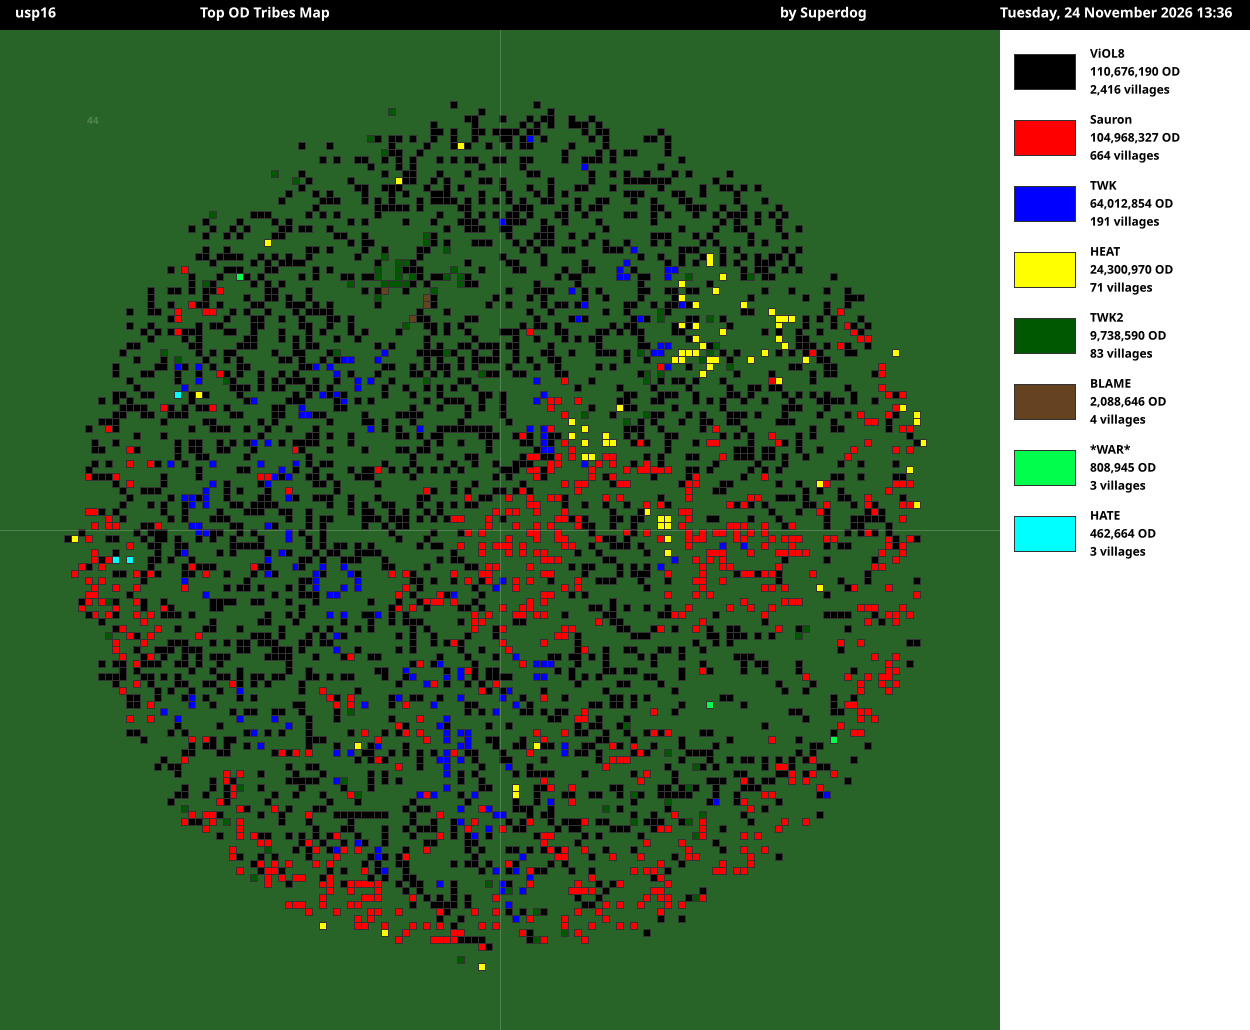 usp16 Top OD Tribes Map by Superdog Tuesday, 24 November 2026 13:36
44
ViOL8
110,676,190 OD
2,416 villages
Sauron
104,968,327 OD
664 villages
TWK
64,012,854 OD
191 villages
HEAT
24,300,970 OD
71 villages
TWK2
9,738,590 OD
83 villages
BLAME
2,088,646 OD
4 villages
*WAR*
808,945 OD
3 villages
HATE
462,664 OD
3 villages